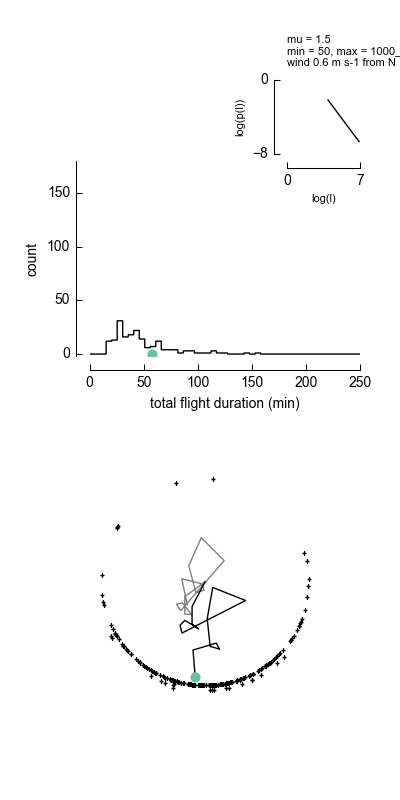 mu = 1.5
min = 50, max = 1000_
wind 0.6 m s-1 from N
0
log(p(l))
−8
0
7
log(l)
150
100
50
0
count
0
50
100
150
200
250
total flight duration (min)